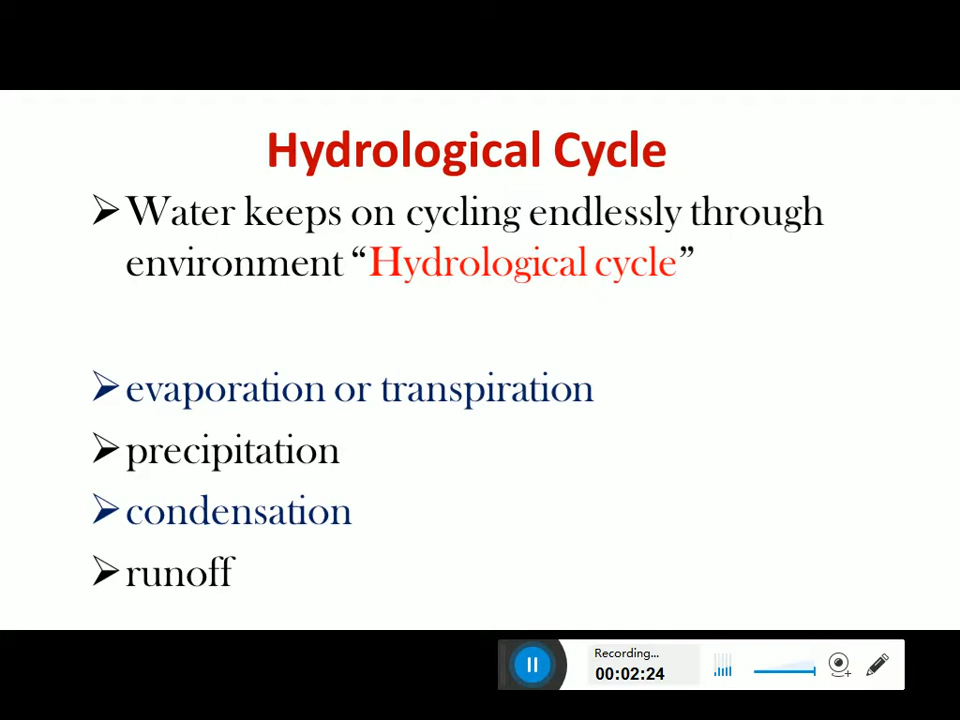 Hydrological Cycle
➢Water keeps on cycling endlessly through
environment “Hydrological cycle”
➢evaporation or transpiration
➢precipitation
➢condensation
➢runoff
Recording...
00:02:24